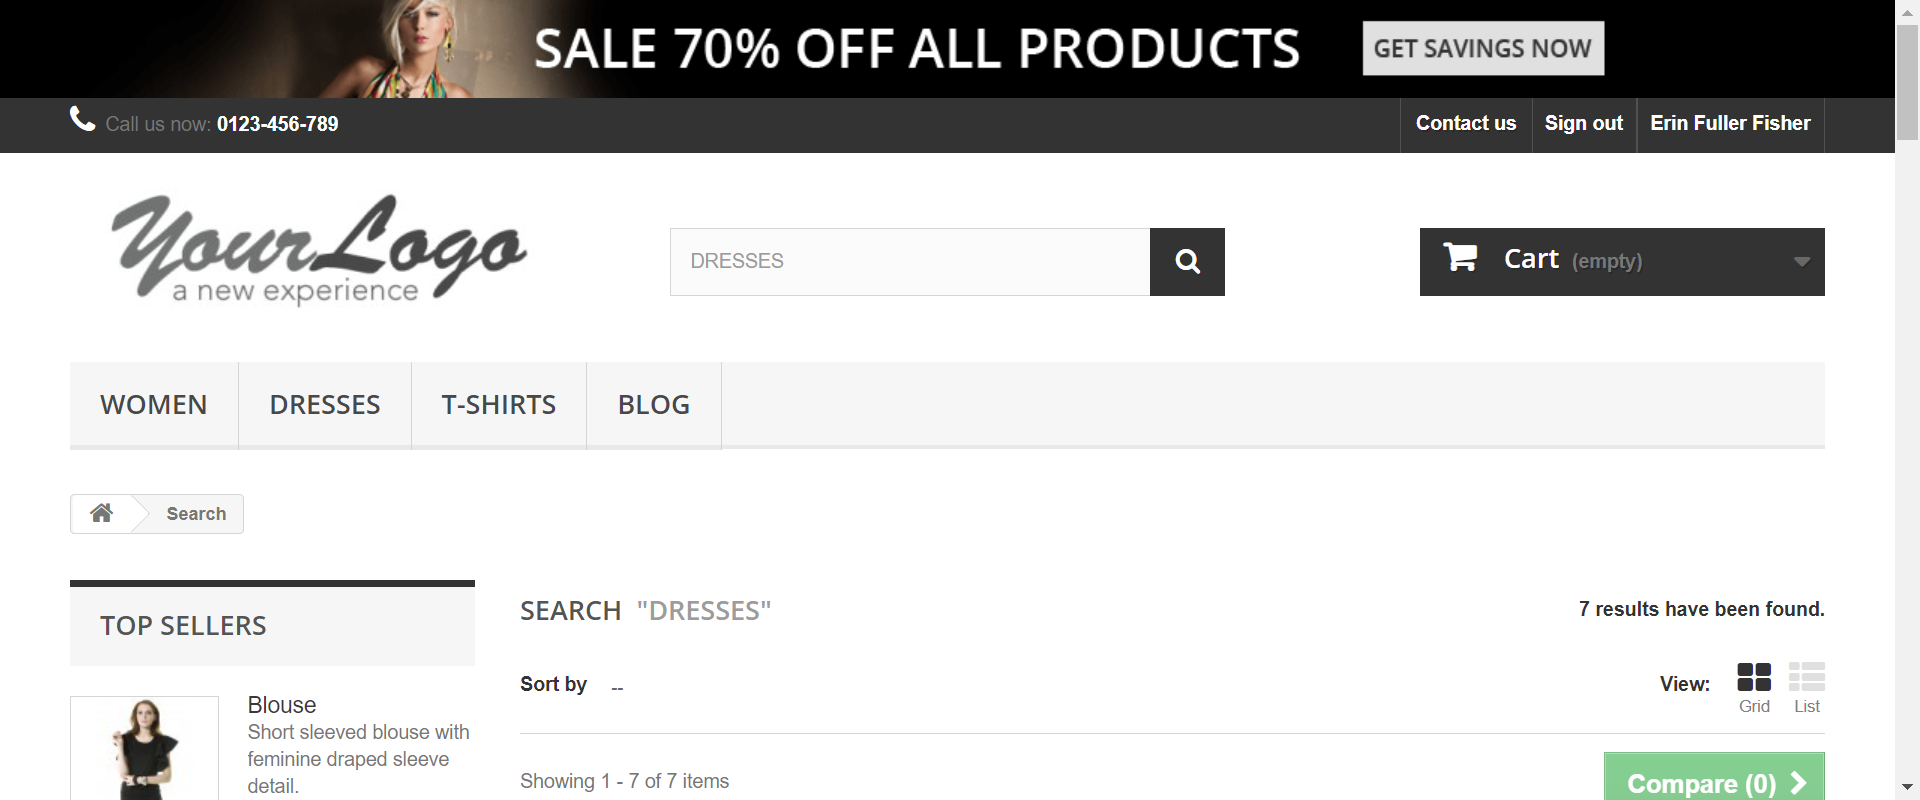 SALE 70% OFF ALL PRODUCTS GET SAVINGS NOW
Call us now: 0123-456-789 Contact us Sign out Erin Fuller Fisher
Your Logo
a new experience
DRESSES
Cart (empty)
WOMEN DRESSES T-SHIRTS BLOG
Search
TOP SELLERS
Blouse
Short sleeved blouse with
feminine draped sleeve
detail.
SEARCH "DRESSES"
7 results have been found.
Sort by --
View: Grid List
Showing 1 - 7 of 7 items
Compare (0)